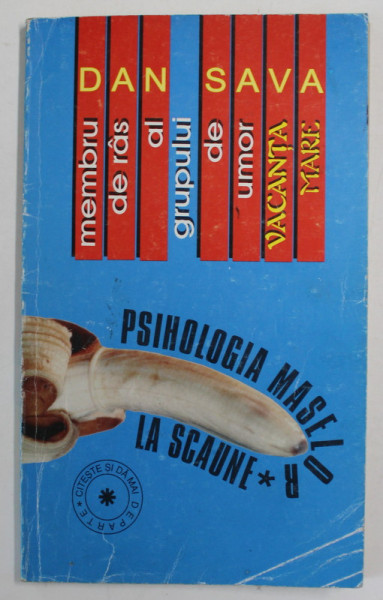 DAN SAVA
membru
de râs
al
grupului
de
umor
VACANȚA
MARE
PSIHOLOGIA MASELOR
LA SCAUNE*
* CITEȘTE ȘI DĂ MAI DEPARTE *